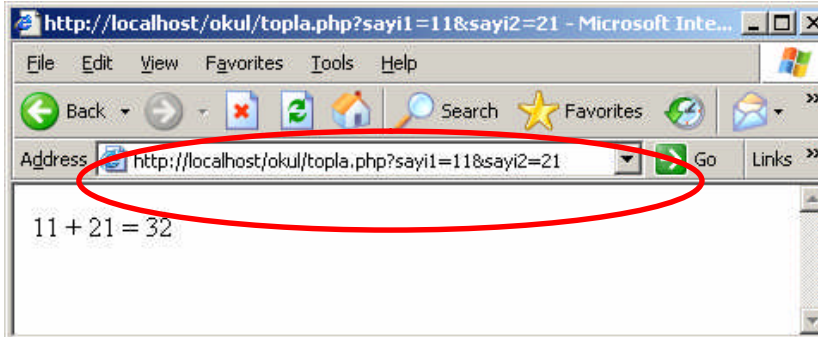 http://localhost/okul/topla.php?sayi1=11&sayi2=21 - Microsoft Inte...
File Edit View Favorites Tools Help
Back Search Favorites »
Address http://localhost/okul/topla.php?sayi1=11&sayi2=21 Go Links »
11 + 21 = 32